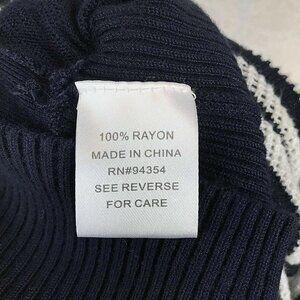 100% RAYON
MADE IN CHINA
RN#94354
SEE REVERSE
FOR CARE